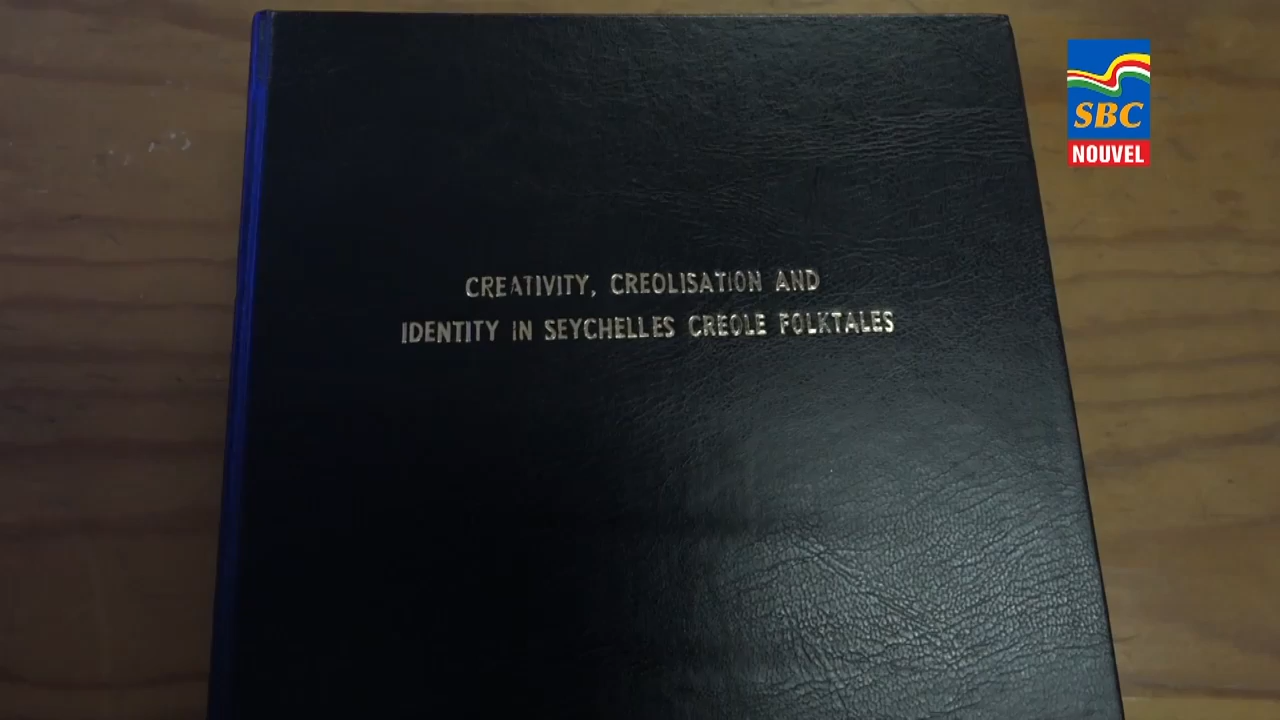 CREATIVITY, CREOLISATION AND
IDENTITY IN SEYCHELLES CREOLE FOLKTALES
SBC
NOUVEL